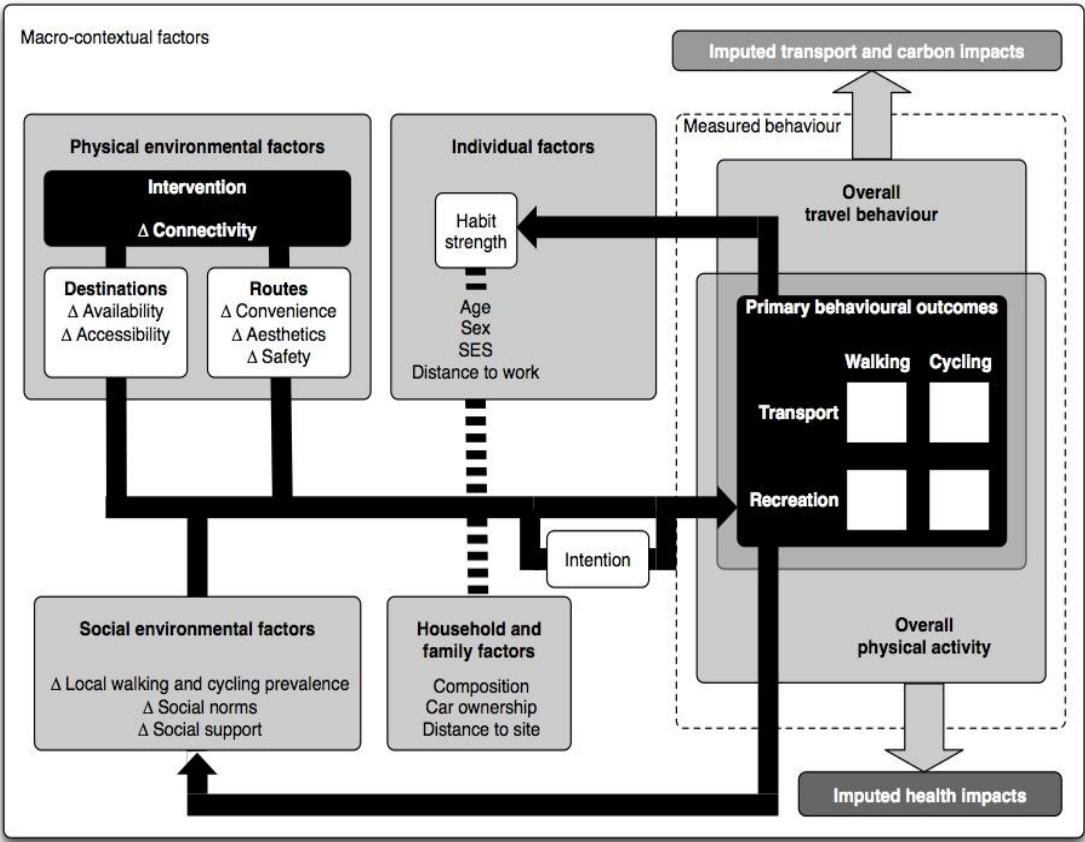 Macro-contextual factors
Imputed transport and carbon impacts
Physical environmental factors
Intervention
Δ Connectivity
Destinations
Δ Availability
Δ Accessibility
Routes
Δ Convenience
Δ Aesthetics
Δ Safety
Individual factors
Habit
strength
Age
Sex
SES
Distance to work
Measured behaviour
Overall
travel behaviour
Primary behavioural outcomes
Walking Cycling
Transport
Recreation
Intention
Social environmental factors
Δ Local walking and cycling prevalence
Δ Social norms
Δ Social support
Household and
family factors
Composition
Car ownership
Distance to site
Overall
physical activity
Imputed health impacts